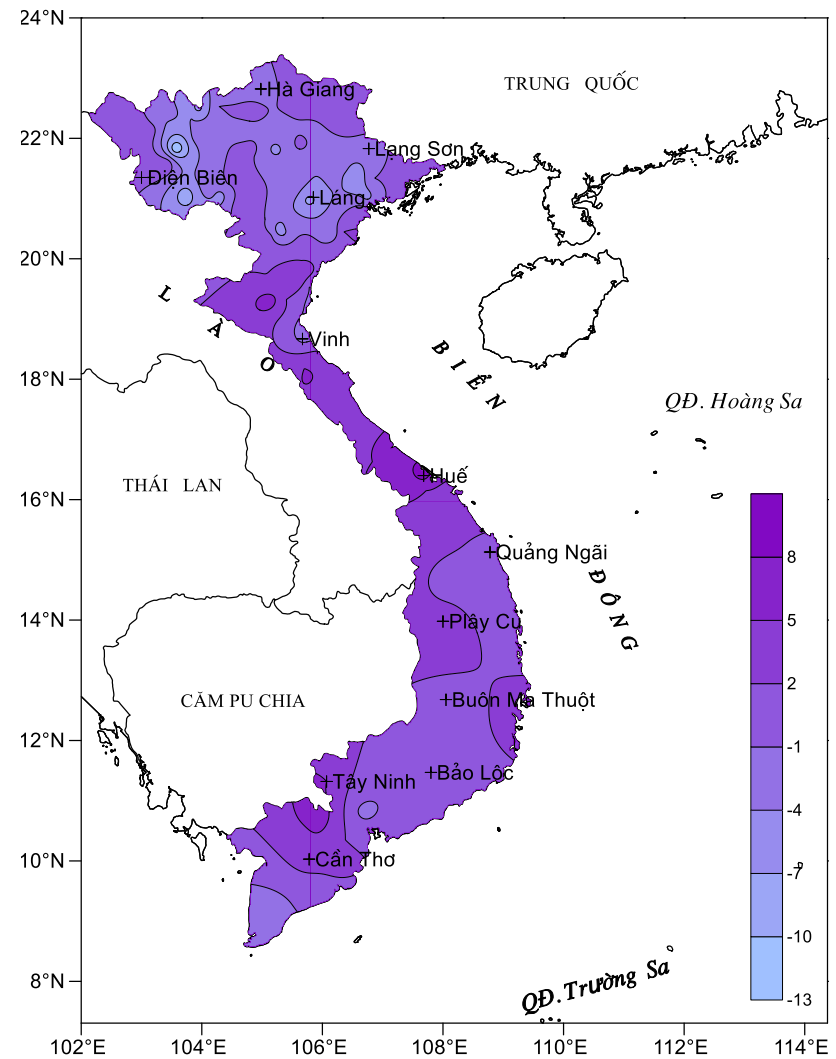 24°N
22°N
20°N
18°N
16°N
14°N
12°N
10°N
8°N
102°E
104°E
106°E
108°E
110°E
112°E
114°E
TRUNG QUỐC
Hà Giang
Lạng Sơn
Điện Biên
Láng
LÀO
Vinh
BIỂN
QĐ. Hoàng Sa
THÁI LAN
Huế
Quảng Ngãi
ĐÔNG
Plây Cu
CĂM PU CHIA
Buôn Ma Thuột
Bảo Lộc
Tây Ninh
Cần Thơ
QĐ.Trường Sa
8
5
2
-1
-4
-7
-10
-13